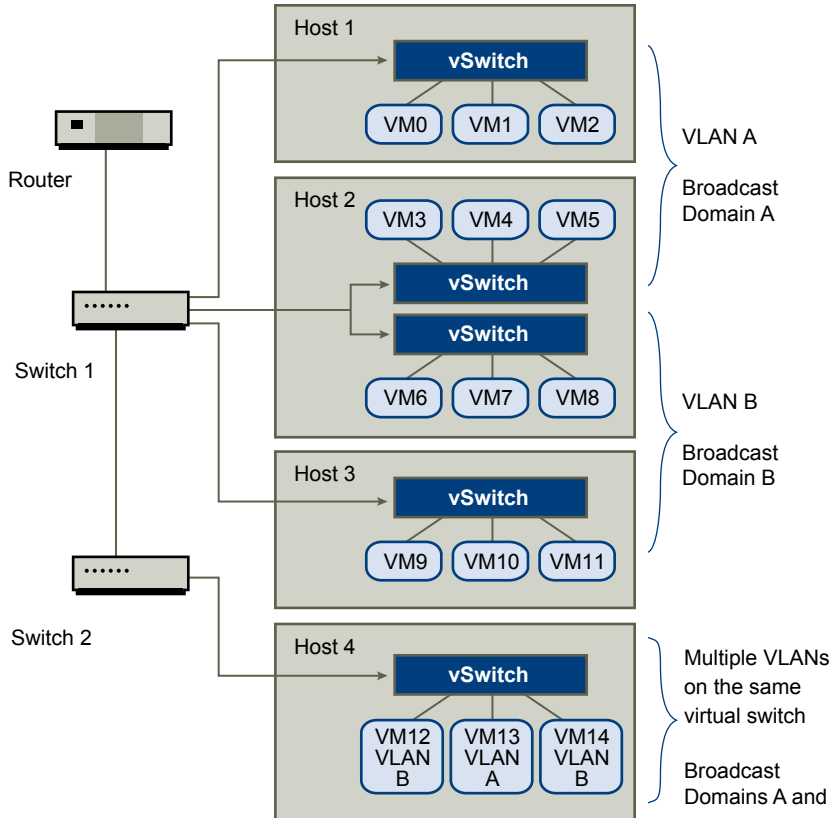 Host 1
vSwitch
VM0 VM1 VM2
VLAN A
Broadcast
Domain A
Router
Host 2
VM3 VM4 VM5
vSwitch
vSwitch
VM6 VM7 VM8
Switch 1
VLAN B
Broadcast
Domain B
Host 3
vSwitch
VM9 VM10 VM11
Switch 2
Host 4
vSwitch
VM12
VLAN
B
VM13
VLAN
A
VM14
VLAN
B
Multiple VLANs
on the same
virtual switch
Broadcast
Domains A and